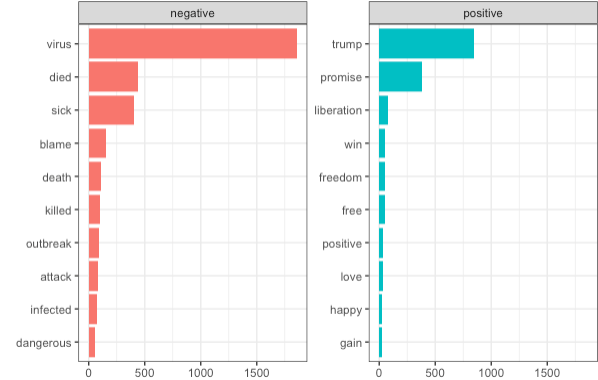 negative
positive
virus
died
sick
blame
death
killed
outbreak
attack
infected
dangerous
0 500 1000 1500
trump
promise
liberation
win
freedom
free
positive
love
happy
gain
0 500 1000 1500